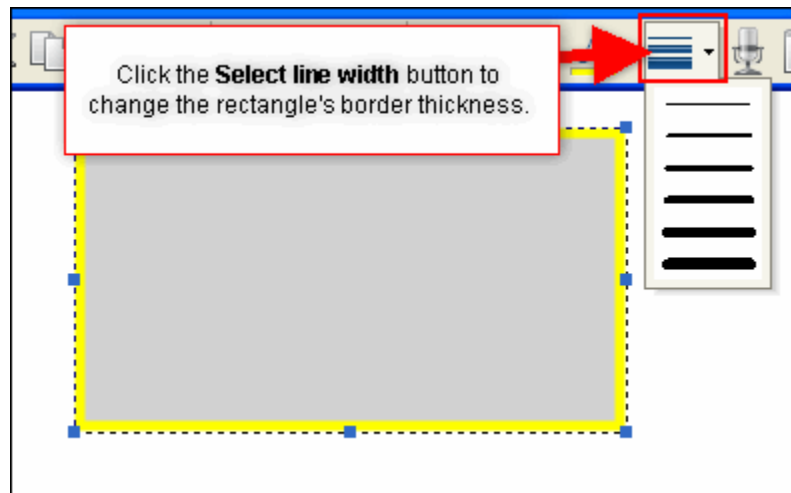 Click the Select line width button to
change the rectangle's border thickness.